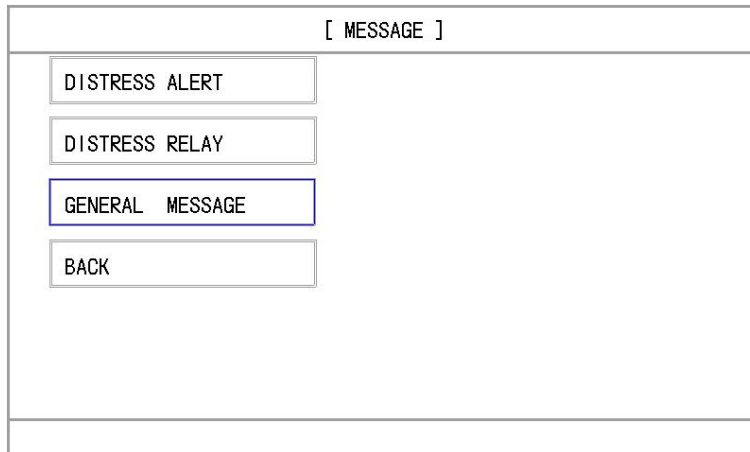 [ MESSAGE ]
DISTRESS ALERT
DISTRESS RELAY
GENERAL  MESSAGE
BACK